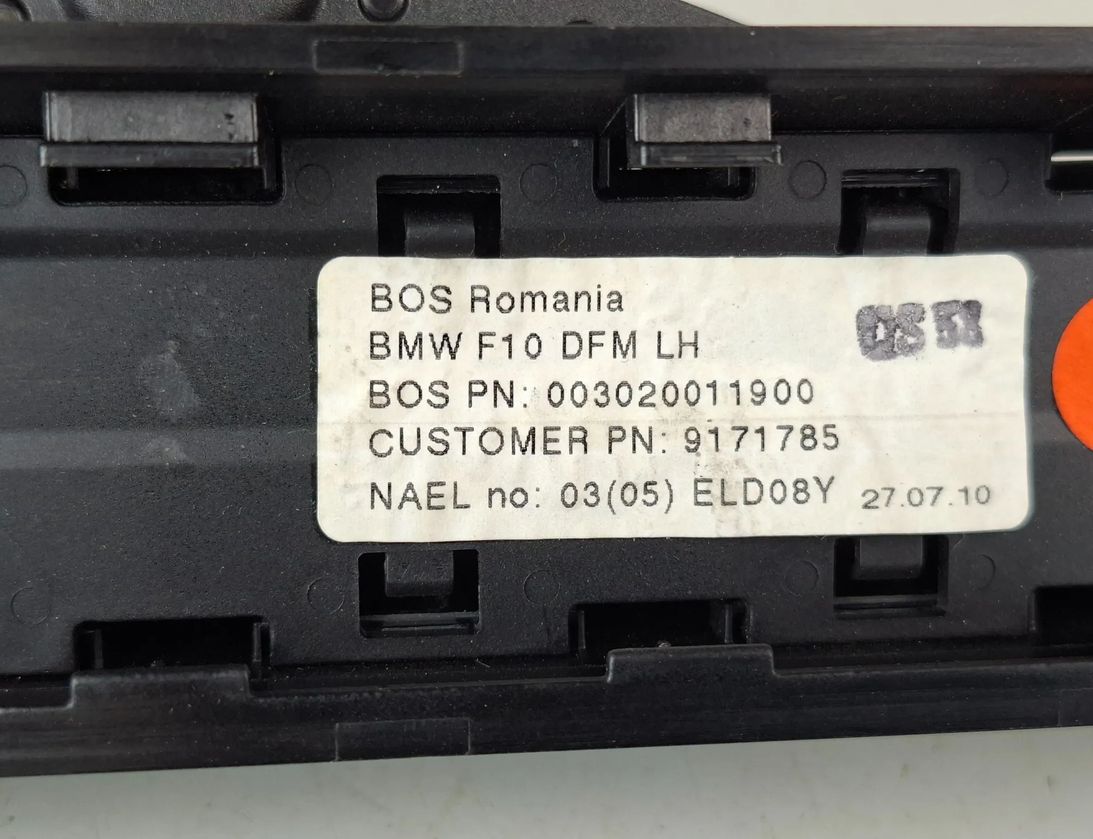 BOS Romania
BMW F10 DFM LH
BOS PN: 003020011900
CUSTOMER PN: 9171785
NAEL no: 03(05) ELD08Y 27.07.10